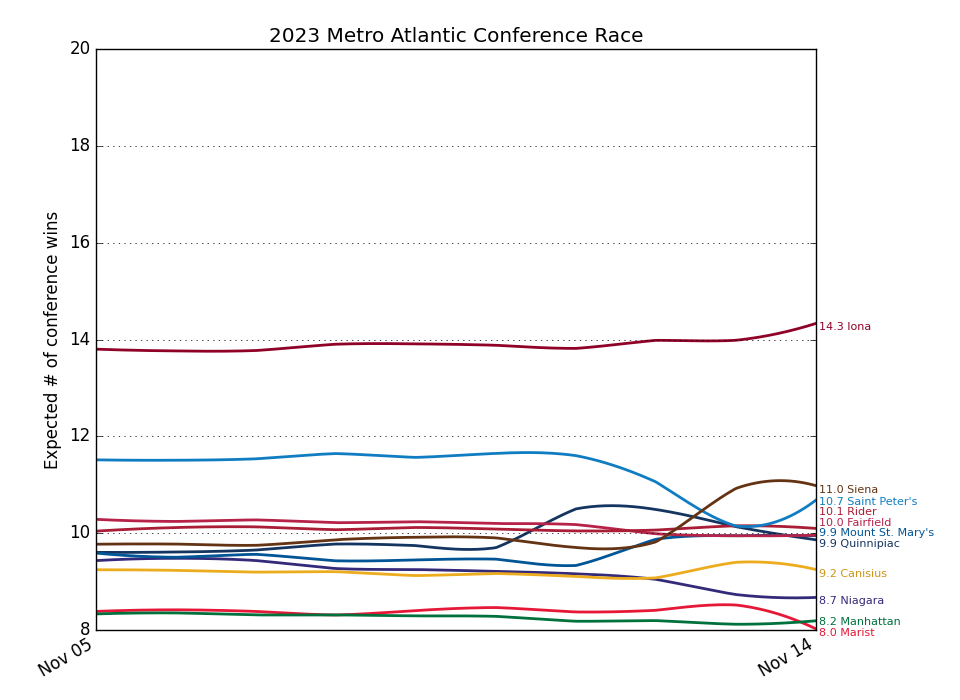 2023 Metro Atlantic Conference Race
Expected # of conference wins
20
18
16
14
12
10
8
Nov 05
Nov 14
14.3 Iona
11.0 Siena
10.7 Saint Peter's
10.1 Rider
10.0 Fairfield
9.9 Mount St. Mary's
9.9 Quinnipiac
9.2 Canisius
8.7 Niagara
8.2 Manhattan
8.0 Marist